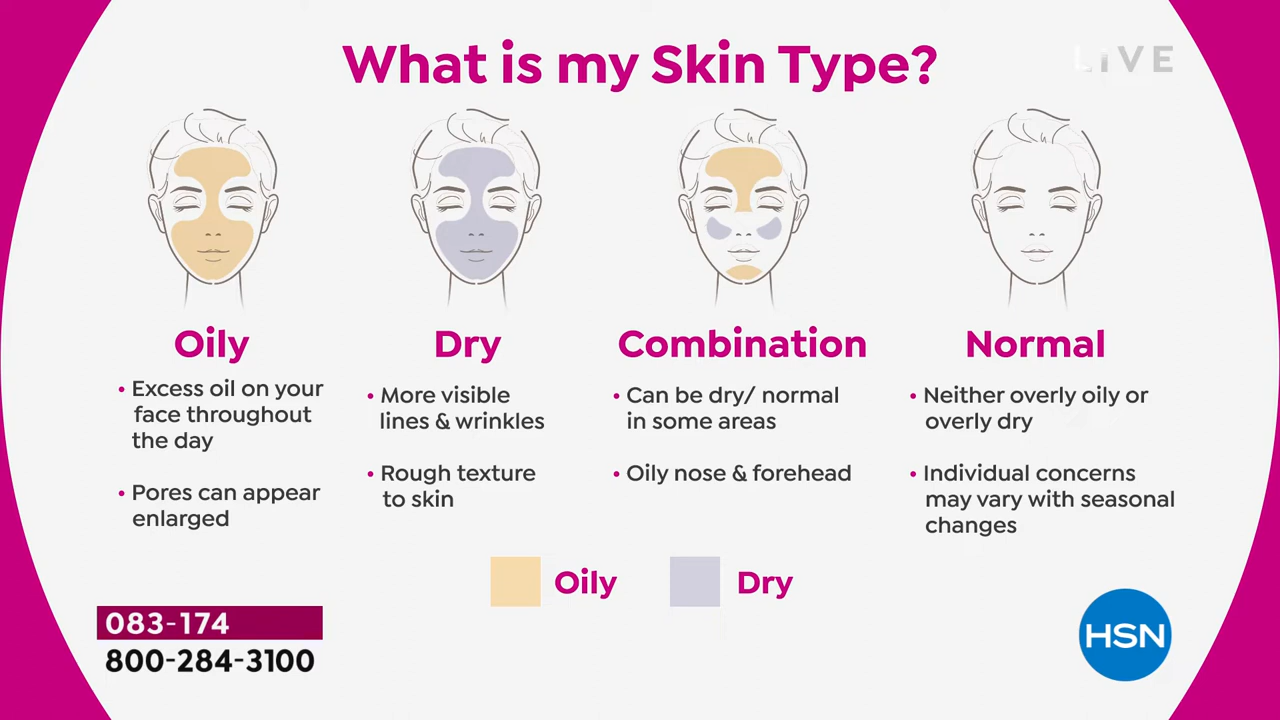 What is my Skin Type?
LIVE
Oily
• Excess oil on your
face throughout
the day
• Pores can appear
enlarged
Dry
• More visible
lines & wrinkles
• Rough texture
to skin
Combination
• Can be dry/ normal
in some areas
• Oily nose & forehead
Normal
• Neither overly oily or
overly dry
• Individual concerns
may vary with seasonal
changes
Oily
Dry
083-174
800-284-3100
HSN